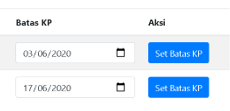 Batas KP Aksi
03/06/2020 Set Batas KP
17/06/2020 Set Batas KP